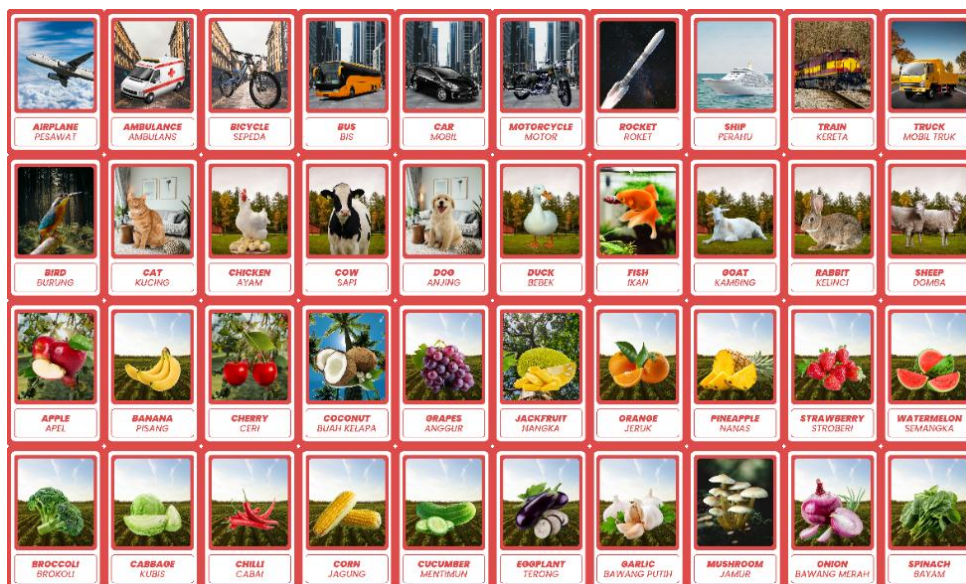 AIRPLANE
PESAWAT
AMBULANCE
AMBULANS
BICYCLE
SEPEDA
BUS
BIS
CAR
MOBIL
MOTORCYCLE
MOTOR
ROCKET
ROKET
SHIP
PERAHU
TRAIN
KERETA
TRUCK
MOBIL TRUK
BIRD
BURUNG
CAT
KUCING
CHICKEN
AYAM
COW
SAPI
DOG
ANJING
DUCK
BEBEK
FISH
IKAN
GOAT
KAMBING
RABBIT
KELINCI
SHEEP
DOMBA
APPLE
APEL
BANANA
PISANG
CHERRY
CERI
COCONUT
BUAH KELAPA
GRAPES
ANGGUR
JACKFRUIT
NANGKA
ORANGE
JERUK
PINEAPPLE
NANAS
STRAWBERRY
STROBERI
WATERMELON
SEMANGKA
BROCCOLI
BROKOLI
CABBAGE
KUBIS
CHILLI
CABAI
CORN
JAGUNG
CUCUMBER
MENTIMUN
EGGPLANT
TERONG
GARLIC
BAWANG PUTIH
MUSHROOM
JAMUR
ONION
BAWANG MERAH
SPINACH
BAYAM